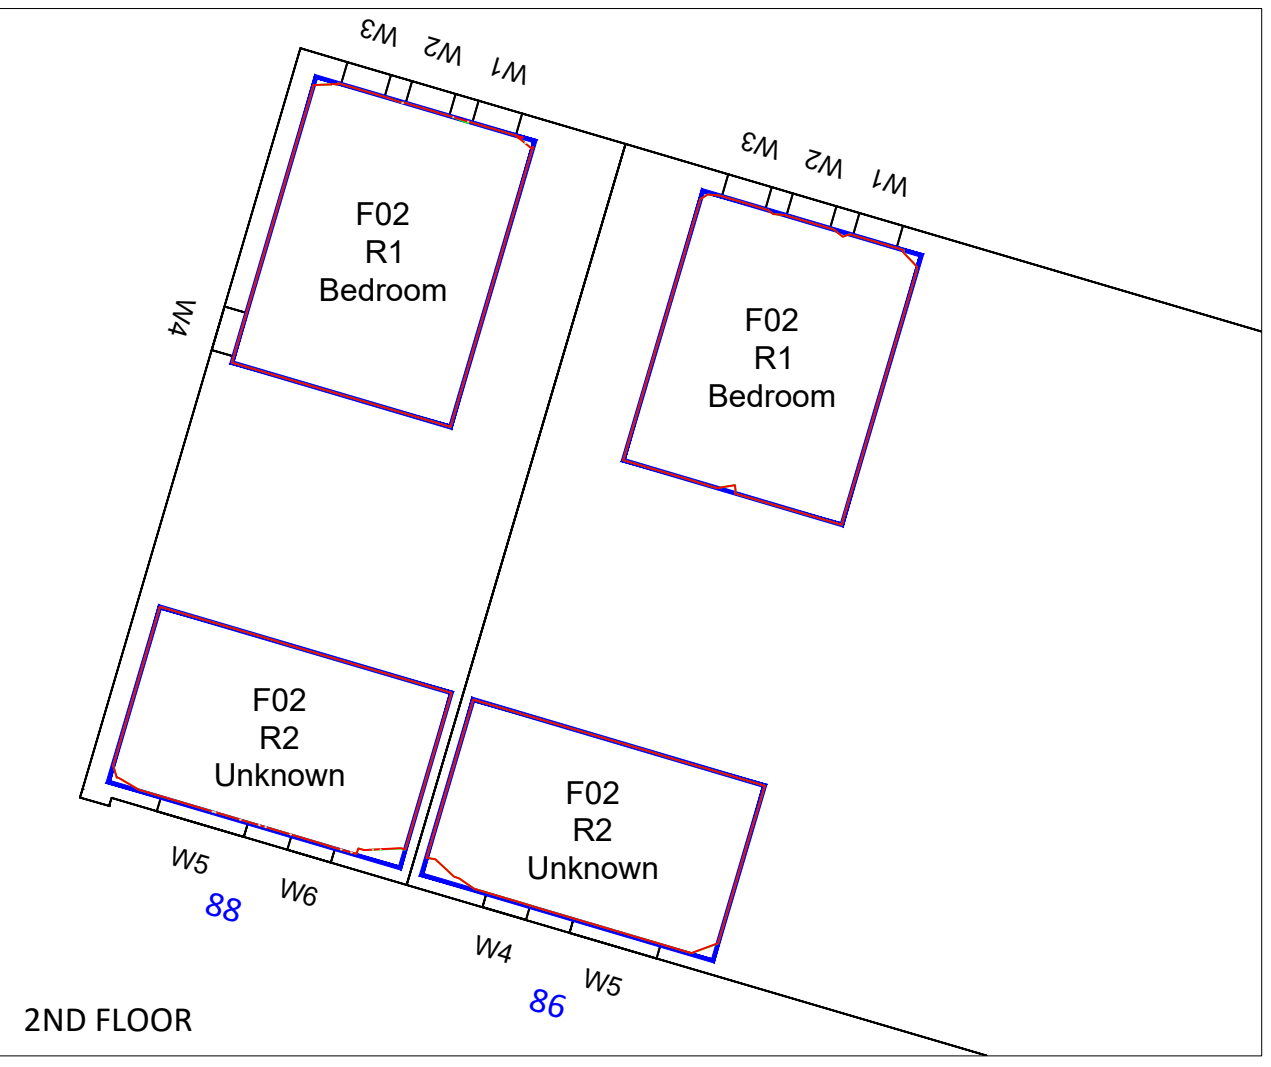 W3
W2
W1
W3
W2
W1
F02
R1
Bedroom
W4
F02
R1
Bedroom
F02
R2
Unknown
F02
R2
Unknown
W5
W6
88
W4
W5
86
2ND FLOOR